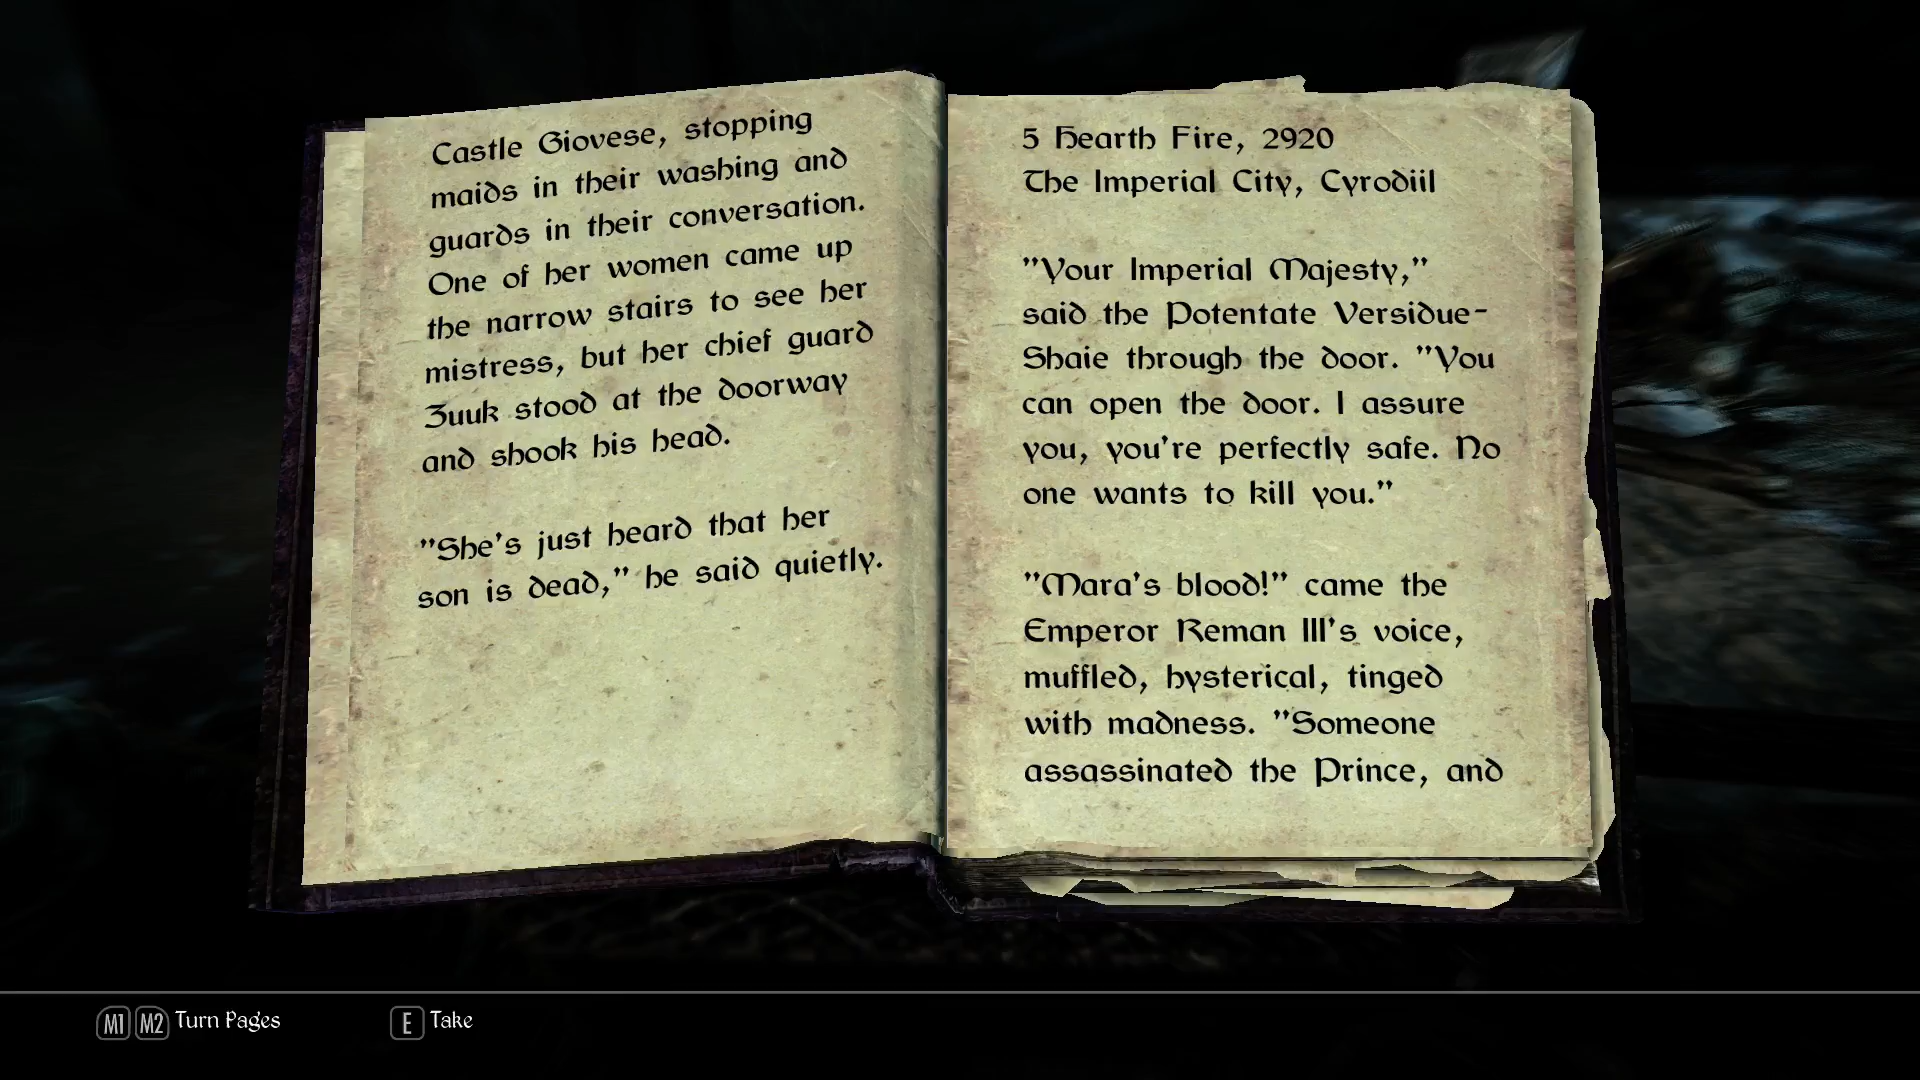 Castle Giovese, stopping
maids in their washing and
guards in their conversation.
One of her women came up
the narrow stairs to see her
mistress, but her chief guard
Zuuk stood at the doorway
and shook his head.
"She's just heard that her
son is dead," he said quietly.
5 Hearth Fire, 2920
The Imperial City, Cyrodiil
"Your Imperial Majesty,"
said the Potentate Versidue-
Shaie through the door. "You
can open the door. I assure
you, you're perfectly safe. No
one wants to kill you."
"Mara's blood!" came the
Emperor Reman III's voice,
muffled, hysterical, tinged
with madness. "Someone
assassinated the Prince, and
M1 M2 Turn Pages
E Take